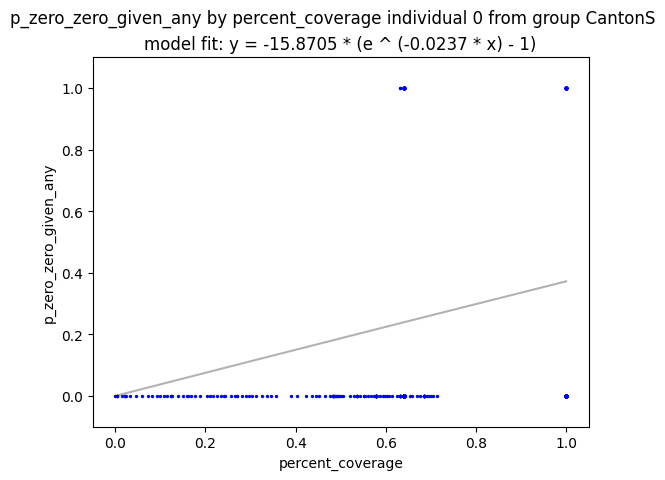 p_zero_zero_given_any by percent_coverage individual 0 from group CantonS
model fit: y = -15.8705 * (e ^ (-0.0237 * x) - 1)
1.0
0.8
0.6
0.4
0.2
0.0
p_zero_zero_given_any
0.0 0.2 0.4 0.6 0.8 1.0
percent_coverage